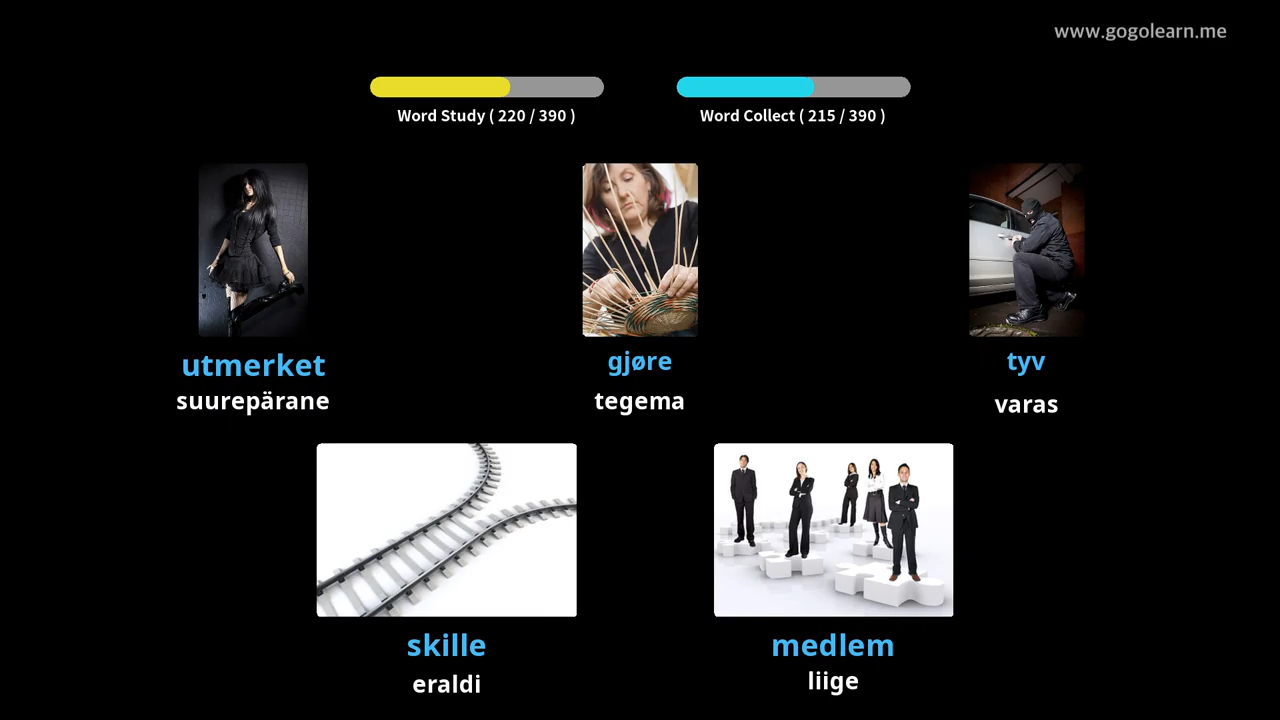 www.gogolearn.me
Word Study ( 220 / 390 )
Word Collect ( 215 / 390 )
utmerket
suurepärane
gjøre
tegema
tyv
varas
skille
eraldi
medlem
liige